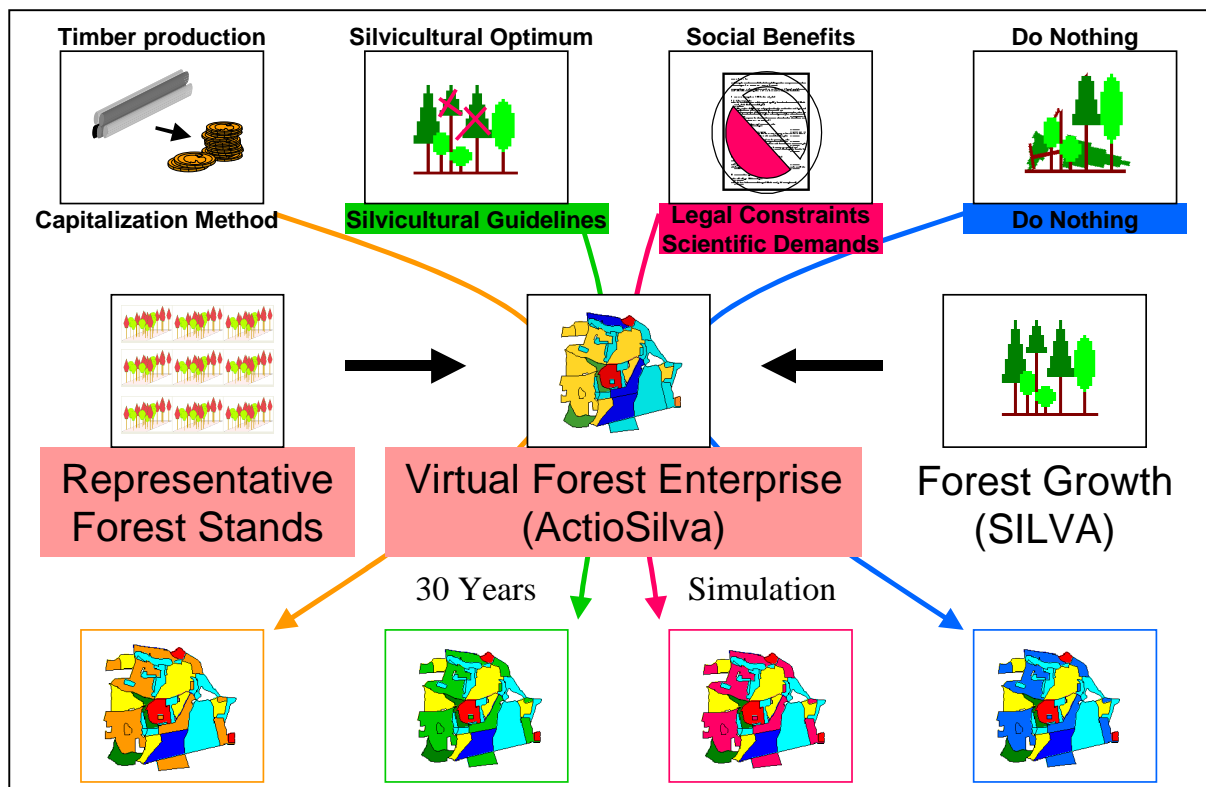 Timber production
Silvicultural Optimum
Social Benefits
Do Nothing
Capitalization Method
Silvicultural Guidelines
Legal Constraints
Scientific Demands
Do Nothing
Representative
Forest Stands
Virtual Forest Enterprise
(ActioSilva)
Forest Growth
(SILVA)
30 Years
Simulation